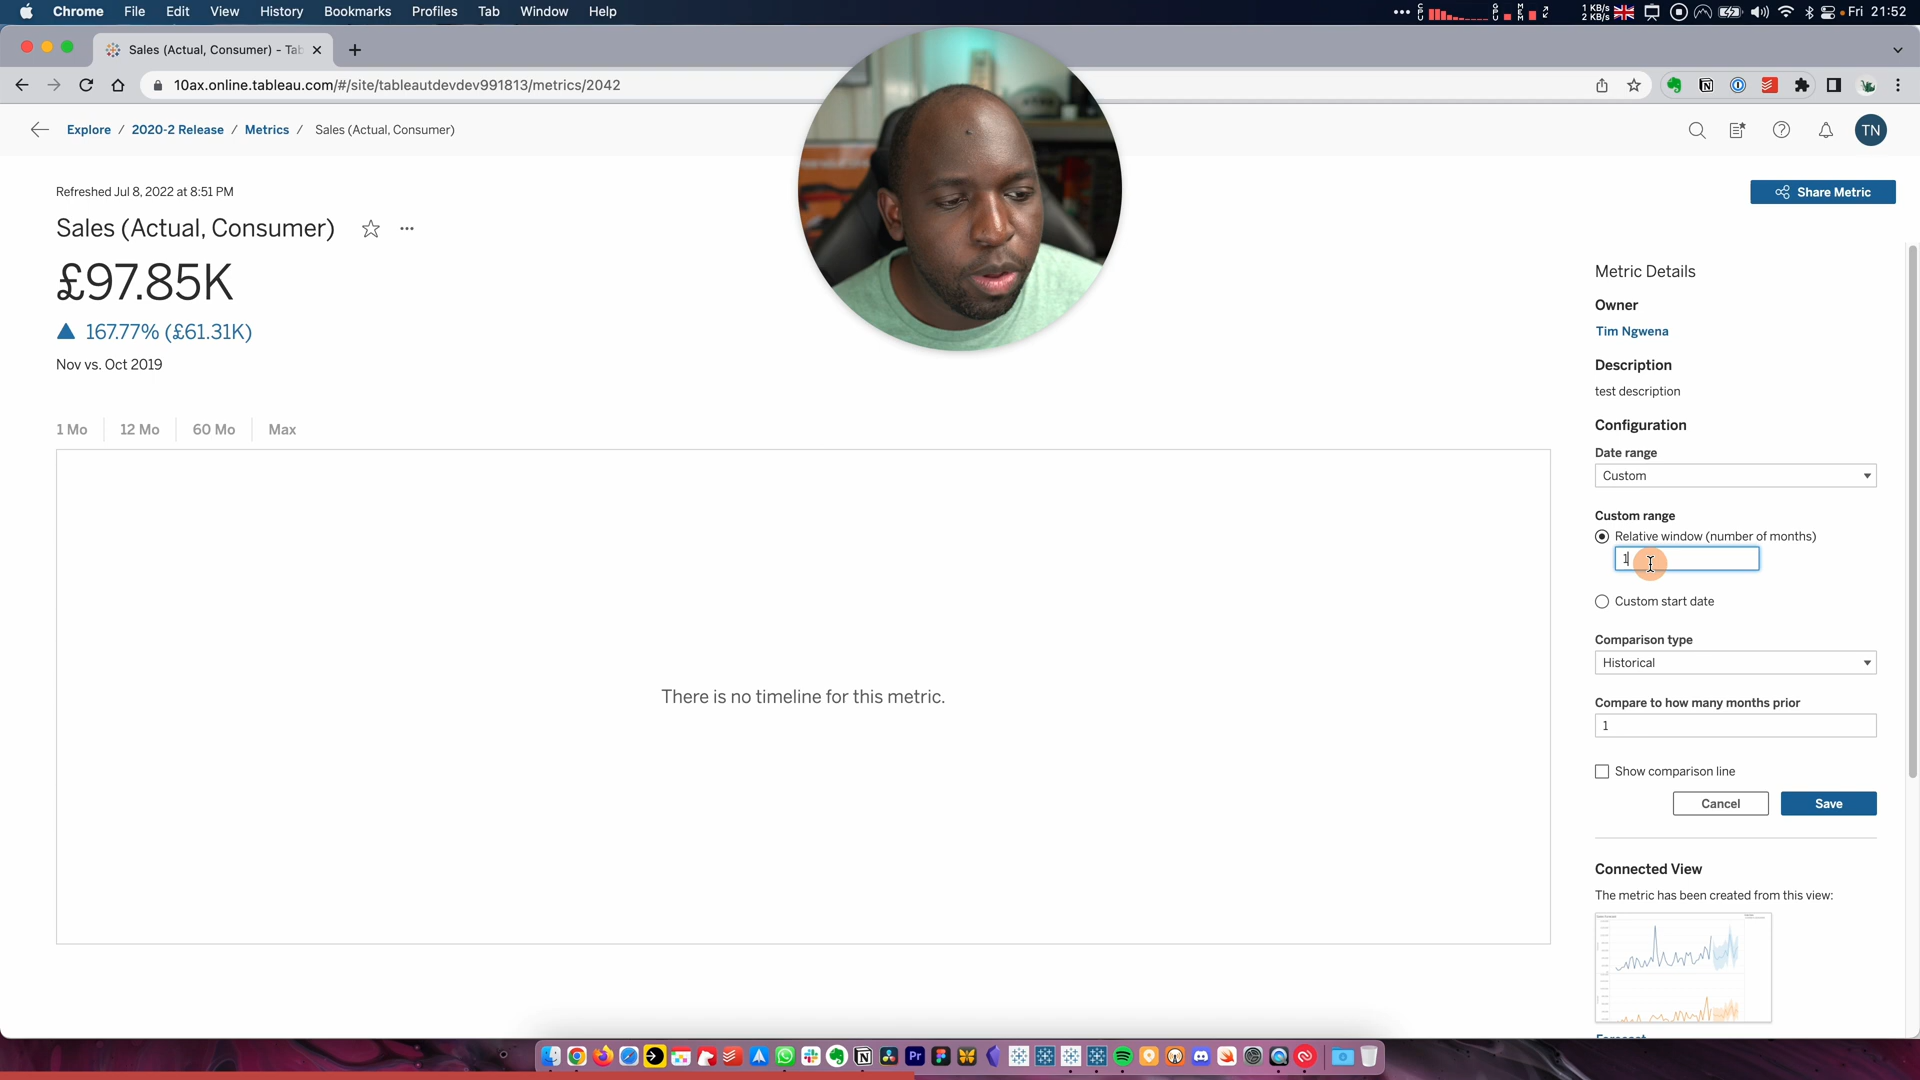 Chrome File Edit View History Bookmarks Profiles Tab Window Help
1 KB/s
2 KB/s
Fri 21:52
Sales (Actual, Consumer) - Tab
10ax.online.tableau.com/#/site/tableautdevdev991813/metrics/2042
Explore / 2020-2 Release / Metrics / Sales (Actual, Consumer)
TN
Refreshed Jul 8, 2022 at 8:51 PM
Share Metric
Sales (Actual, Consumer)
£97.85K
167.77% (£61.31K)
Nov vs. Oct 2019
1 Mo 12 Mo 60 Mo Max
There is no timeline for this metric.
Metric Details
Owner
Tim Ngwena
Description
test description
Configuration
Date range
Custom
Custom range
Relative window (number of months)
1
Custom start date
Comparison type
Historical
Compare to how many months prior
1
Show comparison line
Cancel Save
Connected View
The metric has been created from this view: